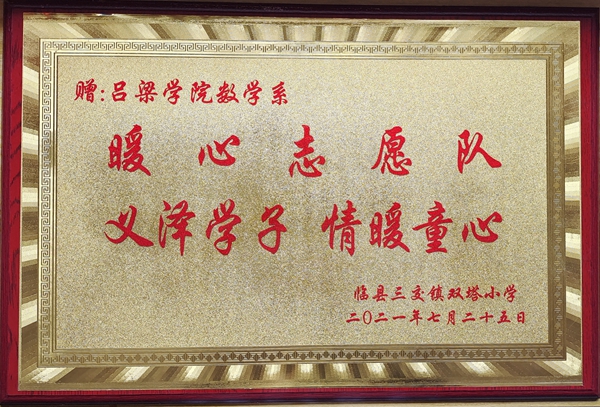 赠:吕梁学院数学系
暖心志愿队
义泽学子 情暖童心
临县三交镇双塔小学
二〇二一年七月二十五日